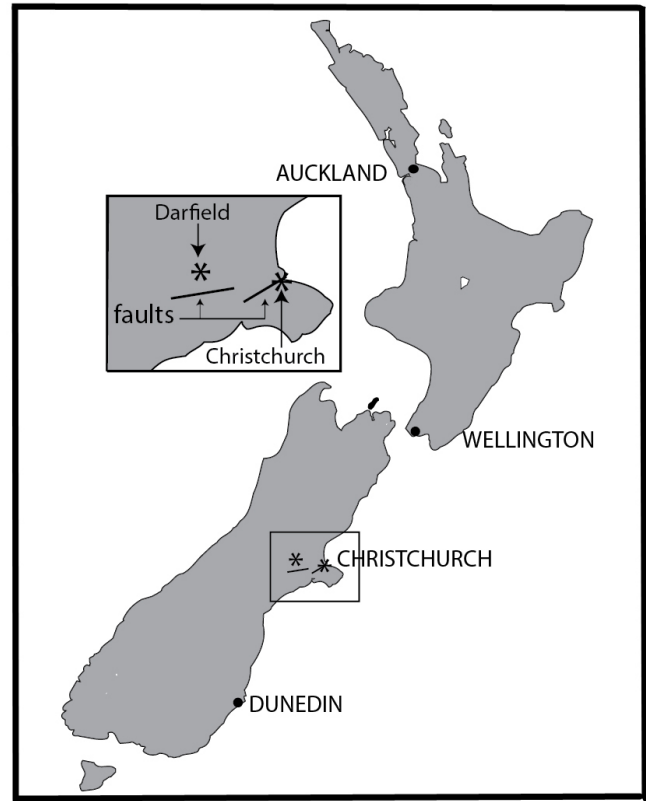 AUCKLAND
Darfield
*
*
faults
Christchurch
WELLINGTON
*
* CHRISTCHURCH
DUNEDIN